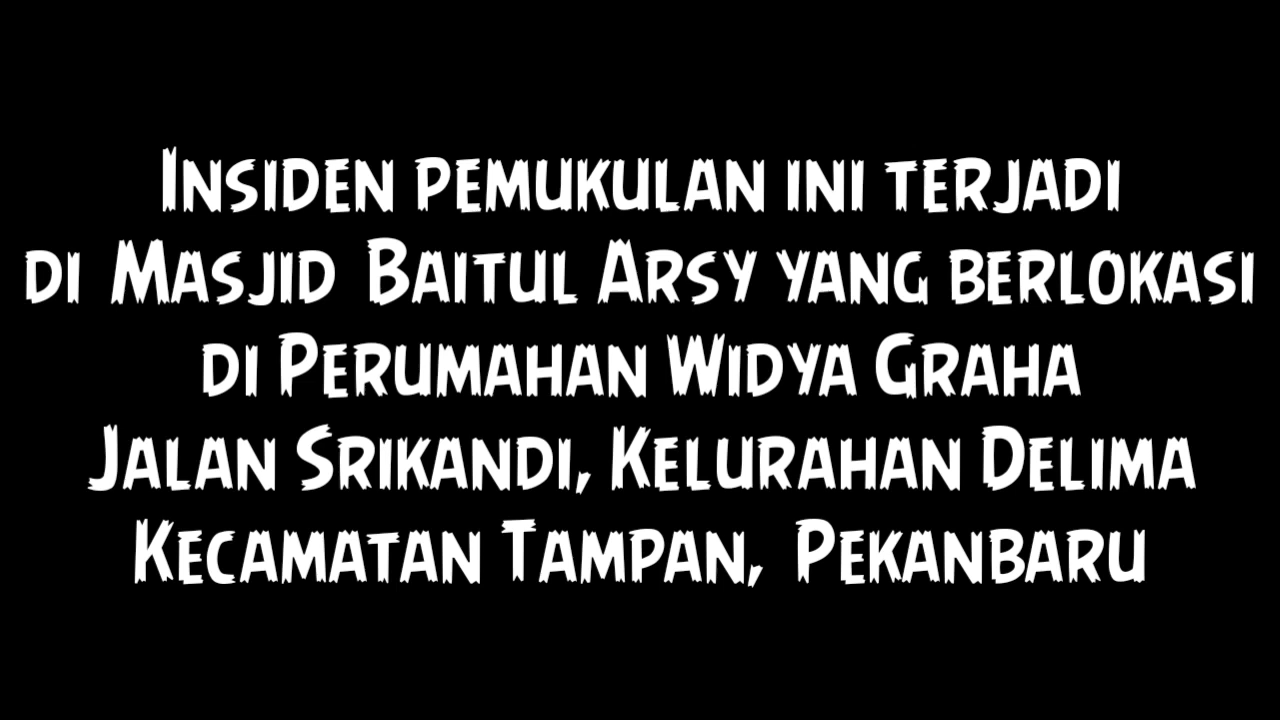 Insiden pemukulan ini terjadi
di Masjid Baitul Arsy yang berlokasi
di Perumahan Widya Graha
Jalan Srikandi, Kelurahan Delima
Kecamatan Tampan, Pekanbaru